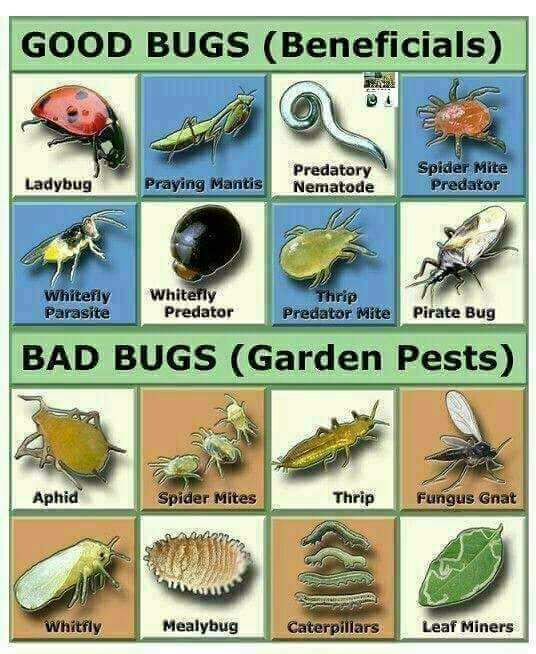 GOOD BUGS (Beneficials)
Ladybug
Praying Mantis
Predatory
Nematode
Spider Mite
Predator
Whitefly
Parasite
Whitefly
Predator
Thrip
Predator Mite
Pirate Bug
BAD BUGS (Garden Pests)
Aphid
Spider Mites
Thrip
Fungus Gnat
Whitfly
Mealybug
Caterpillars
Leaf Miners